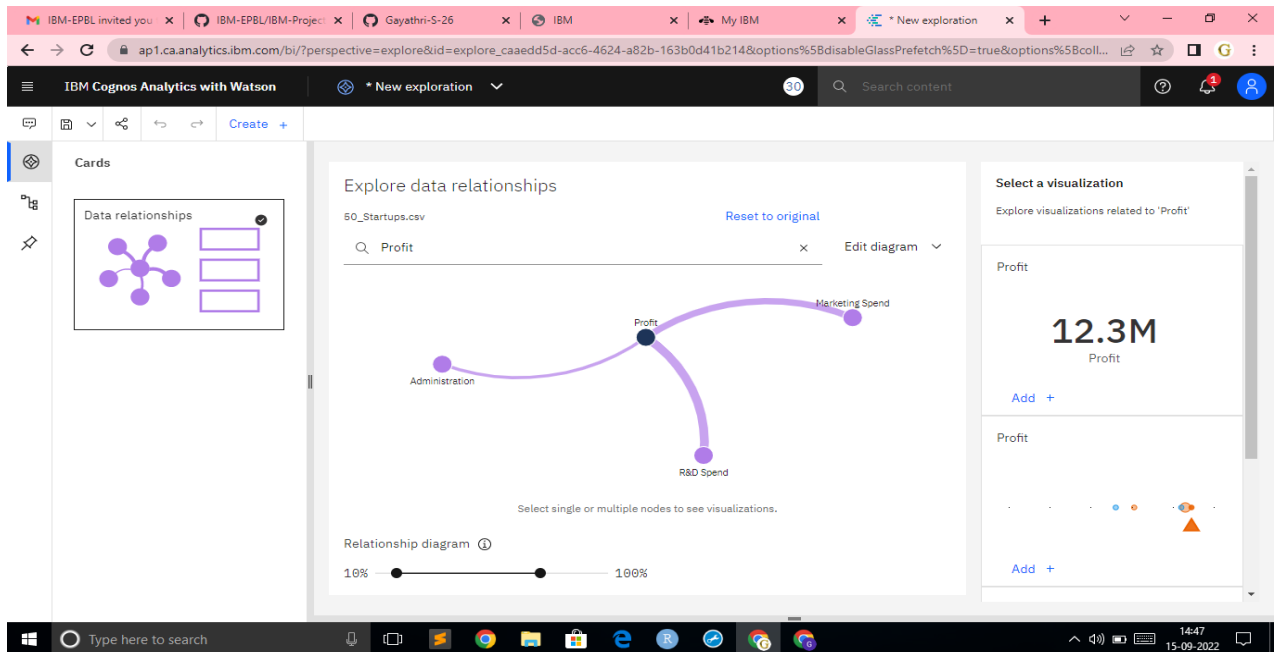 IBM-EPBL invited you
IBM-EPBL/IBM-Project
Gayathri-S-26
IBM
My IBM
* New exploration
ap1.ca.analytics.ibm.com/bi/?perspective=explore&id=explore_caaedd5d-acc6-4624-a82b-163b0d41b214&options%5BdisableGlassPrefetch%5D=true&options%5Bcoll...
G
IBM Cognos Analytics with Watson
* New exploration
30
Search content
1
Create +
Cards
Data relationships
Explore data relationships
50_Startups.csv
Reset to original
Profit
Edit diagram
Marketing Spend
Profit
Administration
R&D Spend
Select single or multiple nodes to see visualizations.
Relationship diagram
10%
100%
Select a visualization
Explore visualizations related to 'Profit'
Profit
12.3M
Profit
Add +
Profit
Add +
Type here to search
R
G
G
14:47
15-09-2022